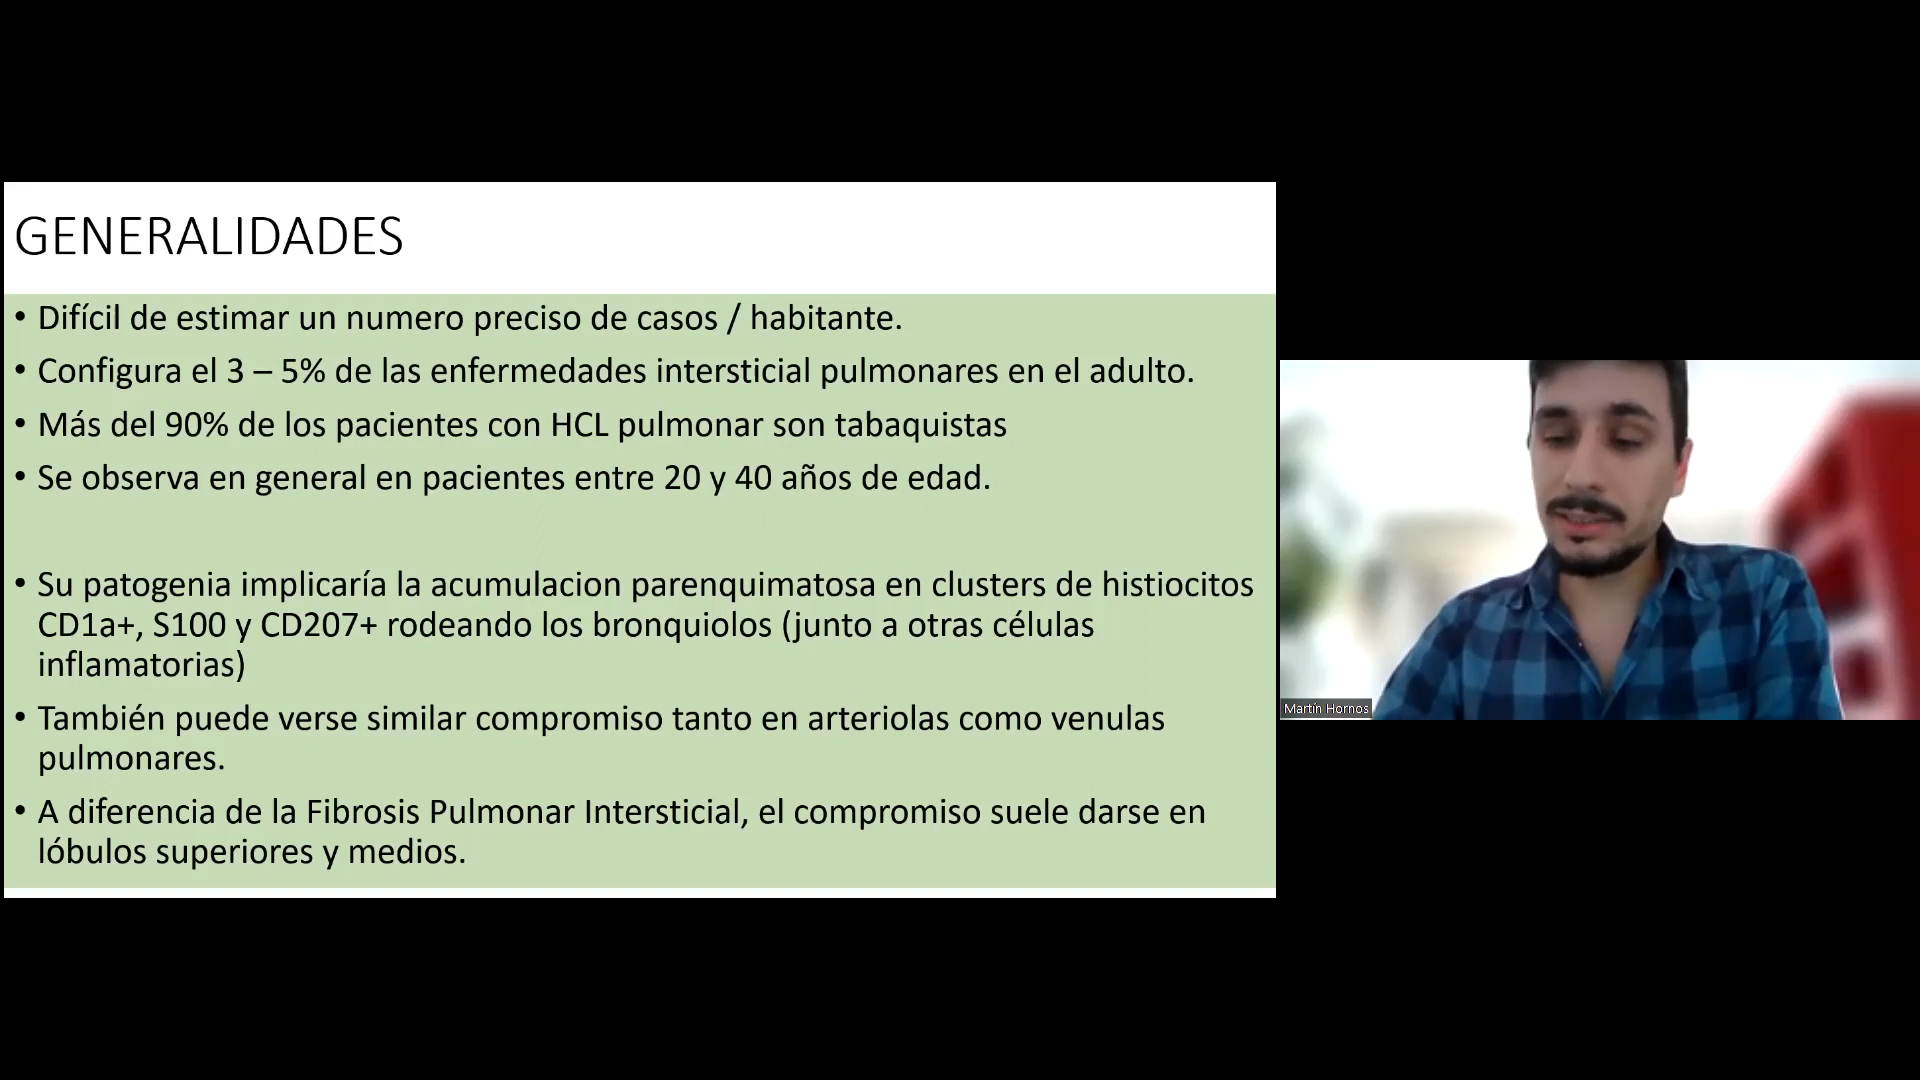 GENERALIDADES
• Difícil de estimar un numero preciso de casos / habitante.
• Configura el 3 – 5% de las enfermedades intersticial pulmonares en el adulto.
• Más del 90% de los pacientes con HCL pulmonar son tabaquistas
• Se observa en general en pacientes entre 20 y 40 años de edad.
• Su patogenia implicaría la acumulacion parenquimatosa en clusters de histiocitos
CD1a+, S100 y CD207+ rodeando los bronquiolos (junto a otras células
inflamatorias)
• También puede verse similar compromiso tanto en arteriolas como venulas
pulmonares.
• A diferencia de la Fibrosis Pulmonar Intersticial, el compromiso suele darse en
lóbulos superiores y medios.
Martín Hornos